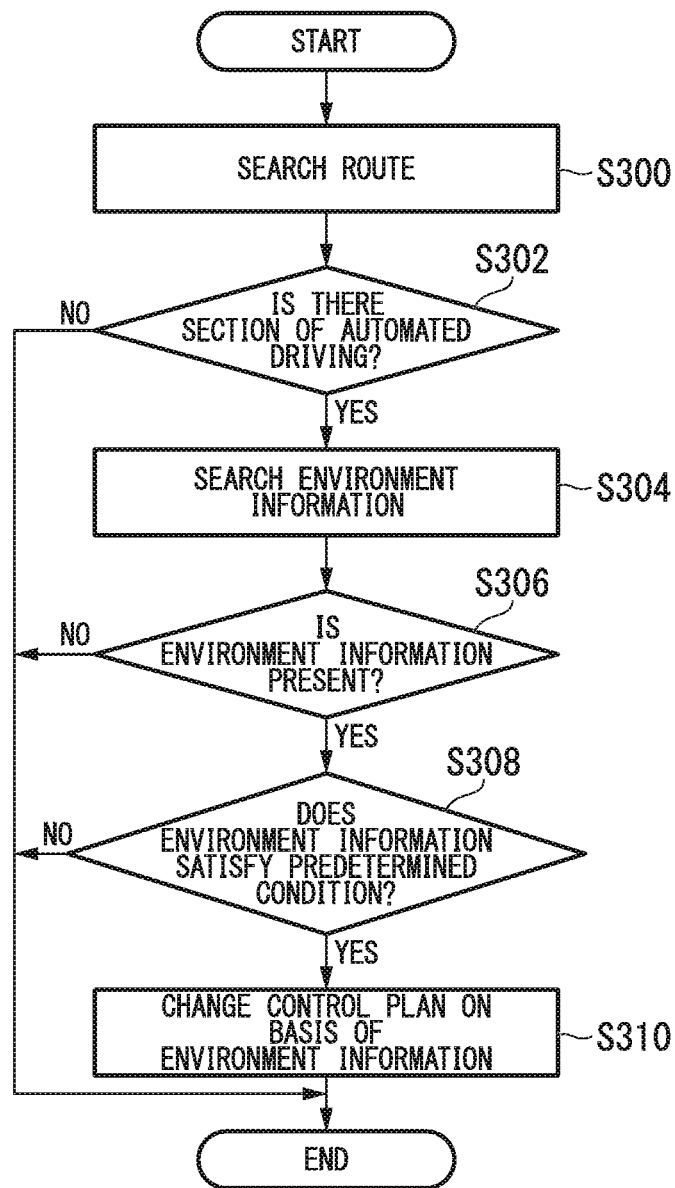 START
SEARCH ROUTE
S300
S302
NO
IS THERE
SECTION OF AUTOMATED
DRIVING?
YES
SEARCH ENVIRONMENT
INFORMATION
S304
S306
NO
IS
ENVIRONMENT INFORMATION
PRESENT?
YES
S308
NO
DOES
ENVIRONMENT INFORMATION
SATISFY PREDETERMINED
CONDITION?
YES
CHANGE CONTROL PLAN ON
BASIS OF
ENVIRONMENT INFORMATION
S310
END